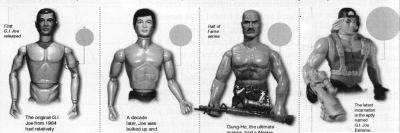 First
G.I. Joe
released
The original G.I
Joe from 1964
had relatively
A decade
later, Joe was
bulked up and
Hall of
Fame
series
Gung-Ho, the ultimate
The latest
incarnation
is the aptly
named
G.I. Joe
Extreme.